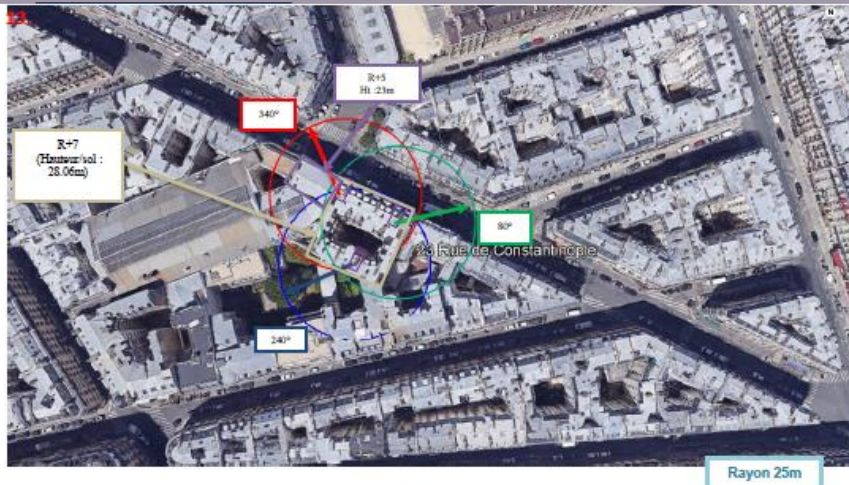 13.
N
R+5
Ht :23m
340°
R+7
(Hauteur/sol :
28.06m)
80°
23 Rue de Constantinople
240°
Rayon 25m